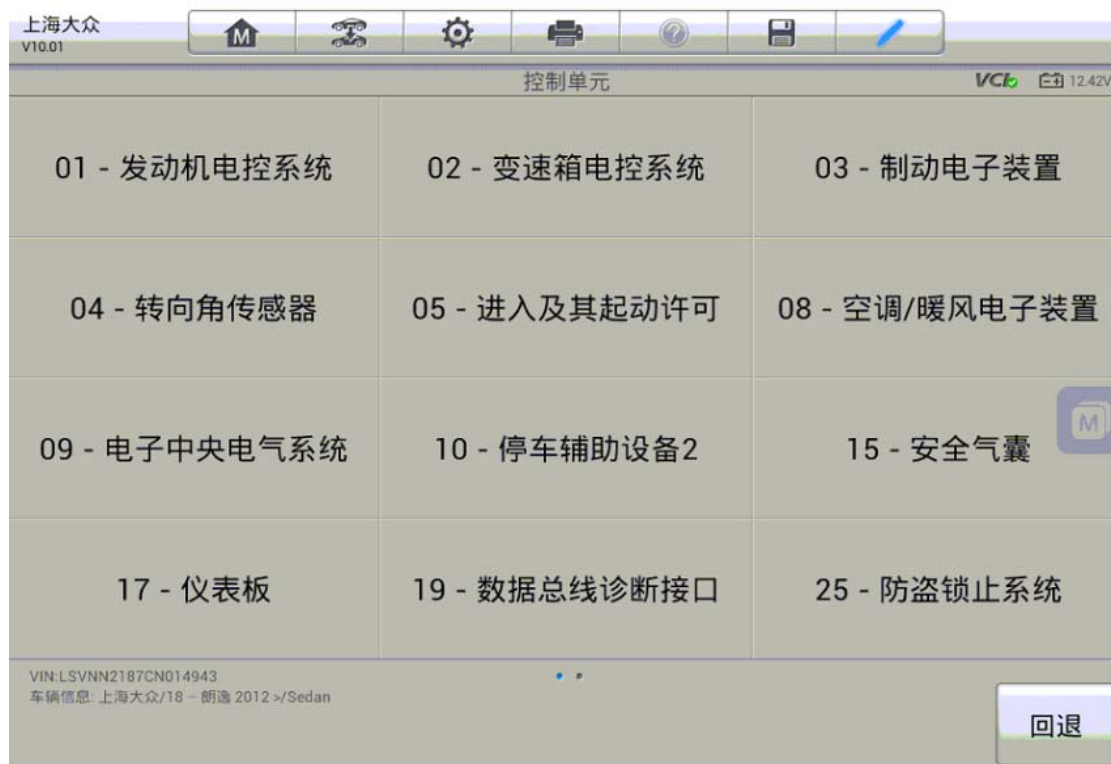 上海大众
V10.01
M
控制单元
VCI
12.42V
01 - 发动机电控系统
02 - 变速箱电控系统
03 - 制动电子装置
04 - 转向角传感器
05 - 进入及其起动许可
08 - 空调/暖风电子装置
09 - 电子中央电气系统
10 - 停车辅助设备2
15 - 安全气囊
M
17 - 仪表板
19 - 数据总线诊断接口
25 - 防盗锁止系统
VIN:LSVNN2187CN014943
车辆信息: 上海大众/18 - 朗逸 2012 >/Sedan
回退